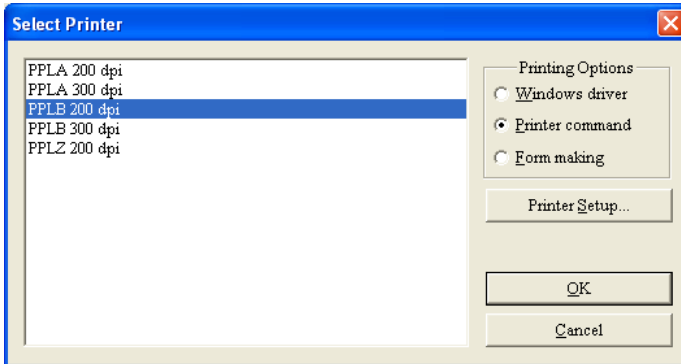 Select Printer
PPLA 200 dpi
PPLA 300 dpi
PPLB 200 dpi
PPLB 300 dpi
PPLZ 200 dpi
Printing Options
Windows driver
Printer command
Form making
Printer Setup...
OK
Cancel